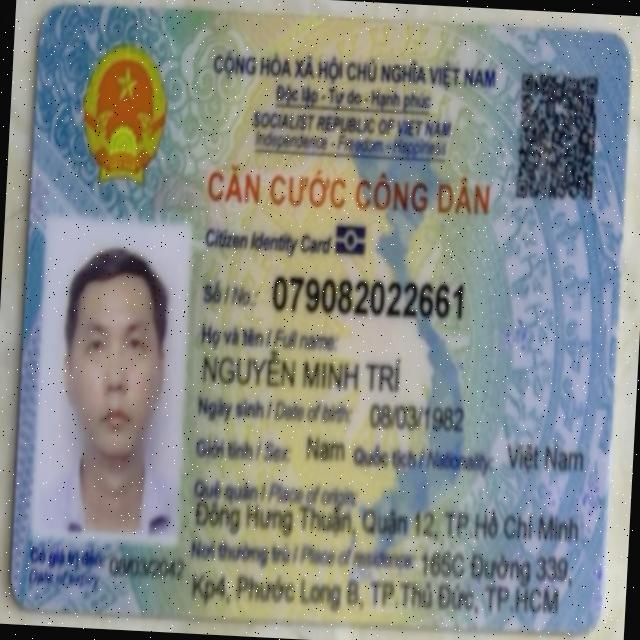 CỘNG HÒA XÃ HỘI CHỦ NGHĨA VIỆT NAM
Độc lập - Tự do - Hạnh phúc
SOCIALIST REPUBLIC OF VIET NAM
Independence - Freedom - Happiness
CĂN CƯỚC CÔNG DÂN
Citizen Identity Card
Số / No.: 079082022661
Họ và tên / Full name:
NGUYỄN MINH TRÍ
Ngày sinh / Date of birth: 08/03/1982
Giới tính / Sex: Nam Quốc tịch / Nationality: Việt Nam
Quê quán / Place of origin:
Đông Hưng Thuận, Quận 12, TP.Hồ Chí Minh
Nơi thường trú / Place of residence: 166C Đường 339,
Kp4, Phước Long B, TP.Thủ Đức, TP.HCM
Có giá trị đến: 08/03/2042
Date of expiry